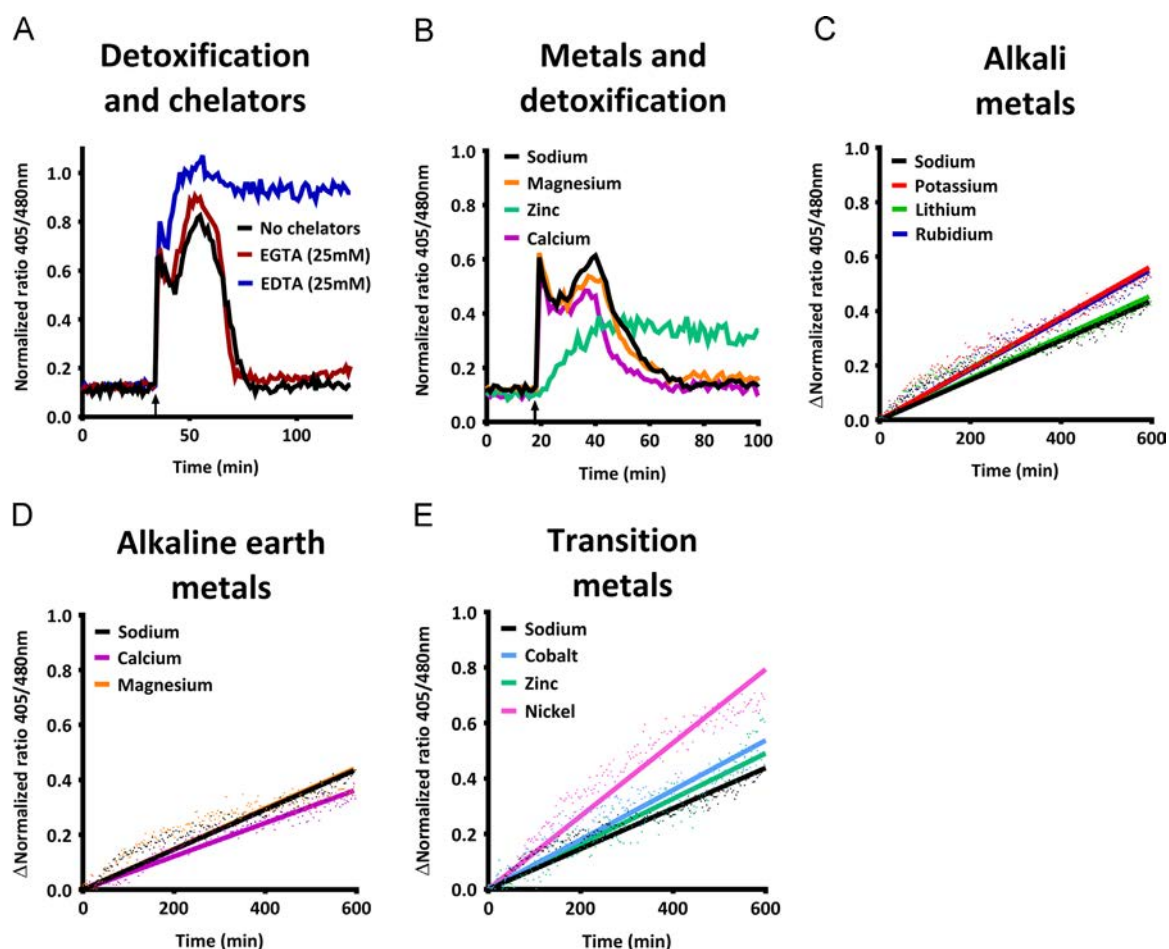 A
Detoxification
and chelators
Normalized ratio 405/480nm
1.0
0.8
0.6
0.4
0.2
0.0
No chelators
EGTA (25mM)
EDTA (25mM)
0
50
100
Time (min)
B
Metals and
detoxification
Normalized ratio 405/480nm
1.0
0.8
0.6
0.4
0.2
0.0
Sodium
Magnesium
Zinc
Calcium
0
20
40
60
80
100
Time (min)
C
Alkali
metals
ΔNormalized ratio 405/480nm
1.0
0.8
0.6
0.4
0.2
0.0
Sodium
Potassium
Lithium
Rubidium
0
200
400
600
Time (min)
D
Alkaline earth
metals
ΔNormalized ratio 405/480nm
1.0
0.8
0.6
0.4
0.2
0.0
Sodium
Calcium
Magnesium
0
200
400
600
Time (min)
E
Transition
metals
ΔNormalized ratio 405/480nm
1.0
0.8
0.6
0.4
0.2
0.0
Sodium
Cobalt
Zinc
Nickel
0
200
400
600
Time (min)